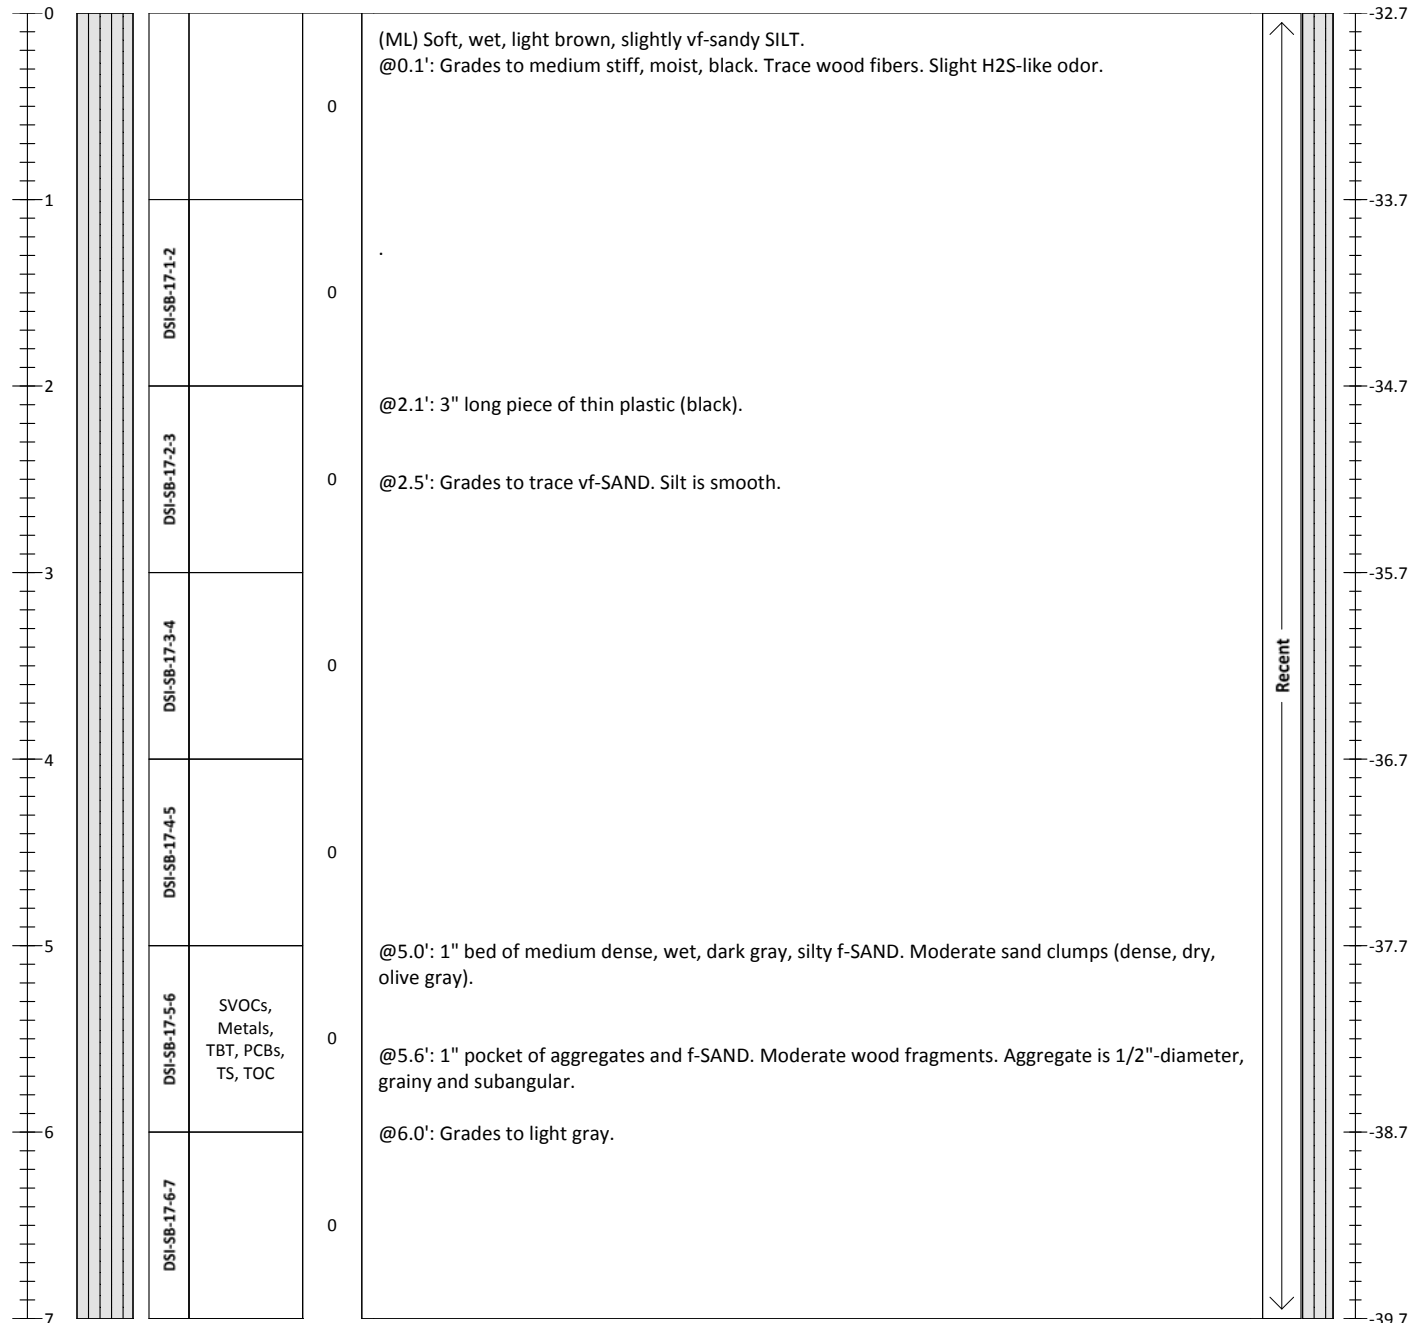 0
-32.7
(ML) Soft, wet, light brown, slightly vf-sandy SILT.
@0.1': Grades to medium stiff, moist, black. Trace wood fibers. Slight H2S-like odor.
0
1
-33.7
DSI-SB-17-1-2
.
0
2
-34.7
@2.1': 3" long piece of thin plastic (black).
DSI-SB-17-2-3
0
@2.5': Grades to trace vf-SAND. Silt is smooth.
3
-35.7
DSI-SB-17-3-4
0
Recent
4
-36.7
DSI-SB-17-4-5
0
5
-37.7
@5.0': 1" bed of medium dense, wet, dark gray, silty f-SAND. Moderate sand clumps (dense, dry,
olive gray).
DSI-SB-17-5-6
SVOCs,
Metals,
TBT, PCBs,
TS, TOC
0
@5.6': 1" pocket of aggregates and f-SAND. Moderate wood fragments. Aggregate is 1/2"-diameter,
grainy and subangular.
6
-38.7
@6.0': Grades to light gray.
DSI-SB-17-6-7
0
7
-39.7